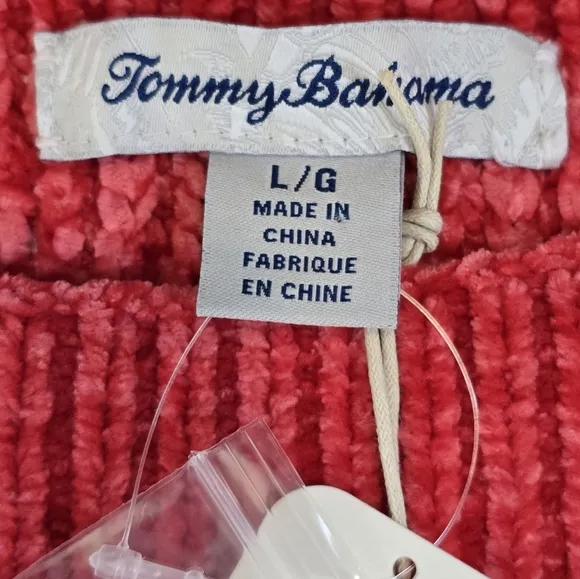 Tommy Bahama
L/G
MADE IN
CHINA
FABRIQUE
EN CHINE